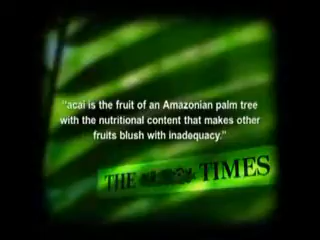 “acai is the fruit of an Amazonian palm tree
with the nutritional content that makes other
fruits blush with inadequacy.”
THE TIMES